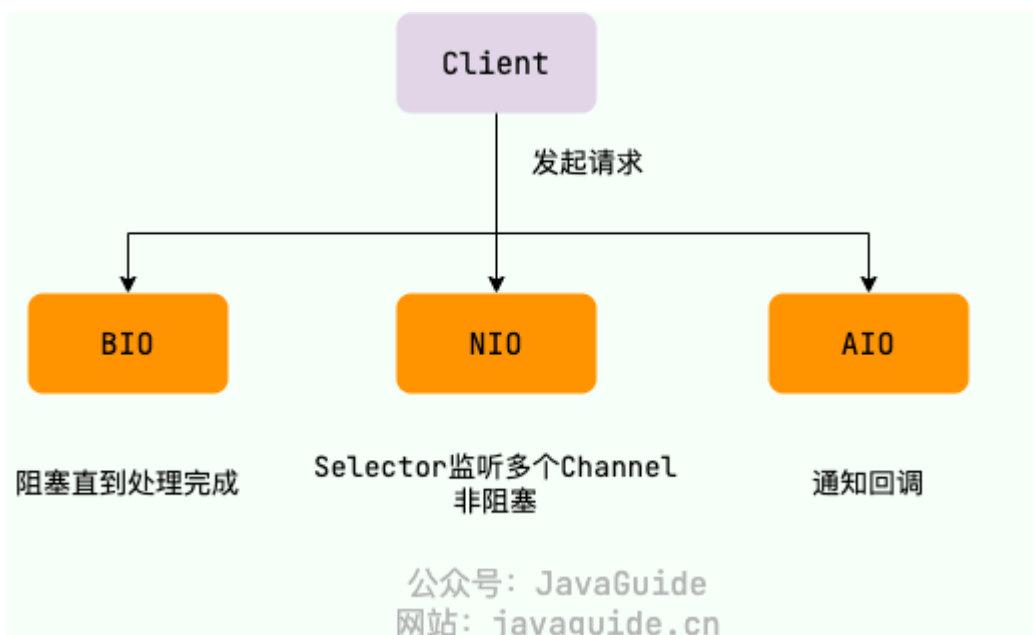 Client
发起请求
BIO
NIO
AIO
阻塞直到处理完成
Selector监听多个Channel
非阻塞
通知回调
公众号：JavaGuide
网站：javaguide.cn